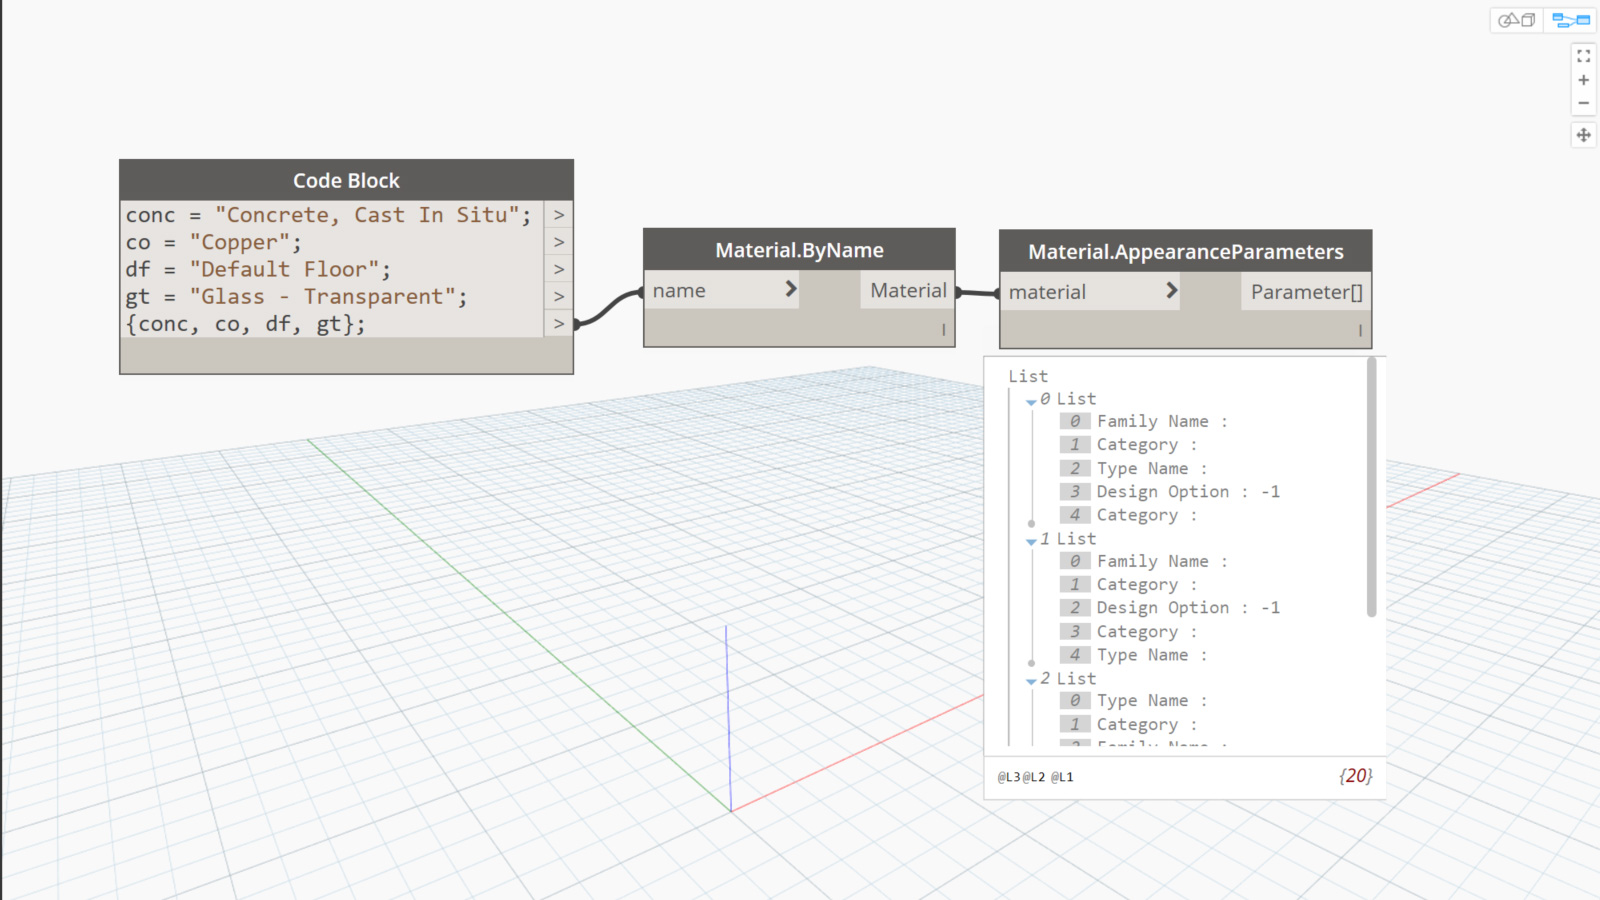 Code Block
conc = "Concrete, Cast In Situ"; >
co = "Copper"; >
df = "Default Floor"; >
gt = "Glass - Transparent"; >
{conc, co, df, gt}; >
Material.ByName
name > Material
l
Material.AppearanceParameters
material > Parameter[]
l
List
0 List
0 Family Name :
1 Category :
2 Type Name :
3 Design Option : -1
4 Category :
1 List
0 Family Name :
1 Category :
2 Design Option : -1
3 Category :
4 Type Name :
2 List
0 Type Name :
1 Category :
2 Family Name :
@L3 @L2 @L1 {20}